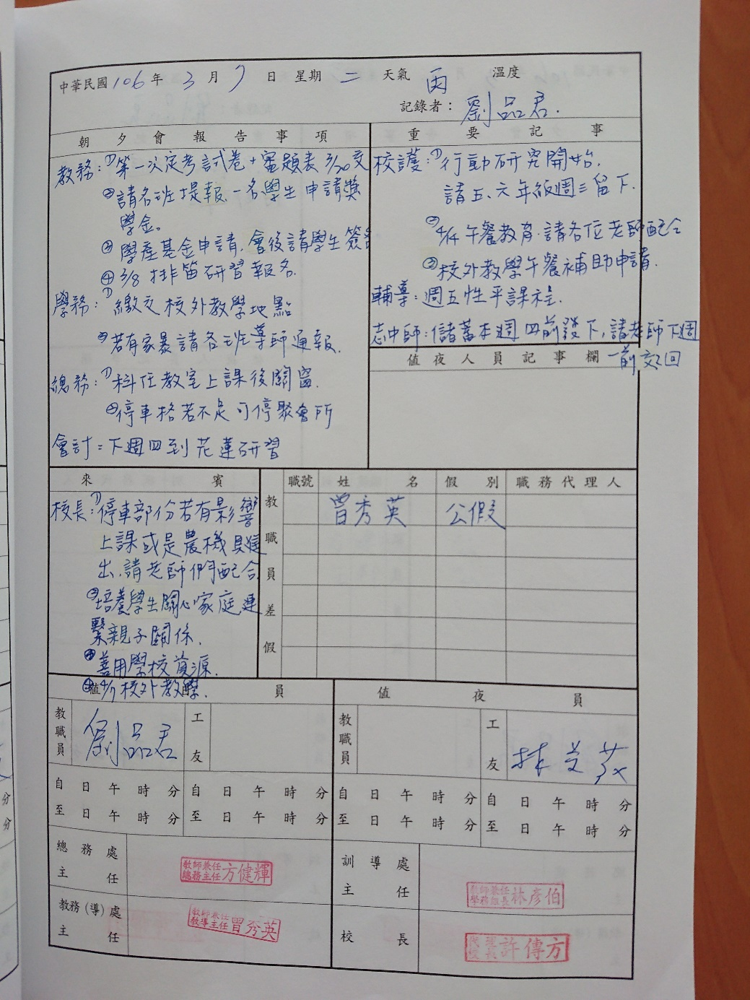 中華民國106年 3月7日 星期二 天氣 雨 溫度
記錄者：劉品君.
朝夕會報告事項
教務：①第一次定考試卷+審題表 3/20交
②請各班提報一名學生申請獎
學金。
③學產基金申請,會後請學生簽名
④3/8 排笛研習報名.
學務：①繳交校外教學地點
②若有家暴請各班導師通報.
總務：①科任教室上課後關窗.
②停車格若不足可停聚會所
會計：下週四到花蓮研習
重要記事
校護：①行動研究開始,
請五、六年級週三留下.
②4/14 午餐教育.請各位老師配合
③校外教學午餐補助申請.
輔導：週五性平課程.
志中師：儲蓄本週四前發下,請老師下週
一前交回
值夜人員記事欄
來賓
校長：①停車部份若有影響
上課或是農機具進
出,請老師們配合
②培養學生關心家庭連
繫親子關係.
③善用學校資源.
④4/7校外教學.
教職員差假
職號 姓名 假別 職務代理人
曾秀英 公假
值 員
教職員 劉品君 工友
值夜員
教職員 工友
自 日 午 時 分 自 日 午 時 分 自 日 午 時 分 自 日 午 時 分
至 日 午 時 分 至 日 午 時 分 至 日 午 時 分 至 日 午 時 分
總務處主任
教師兼任
總務主任 方健輝
訓導處主任
教師兼任
學務組長 林彥伯
教務(導)處主任
教師兼任
教導主任 曾秀英
校長
代理
校長 許傳方
分
分